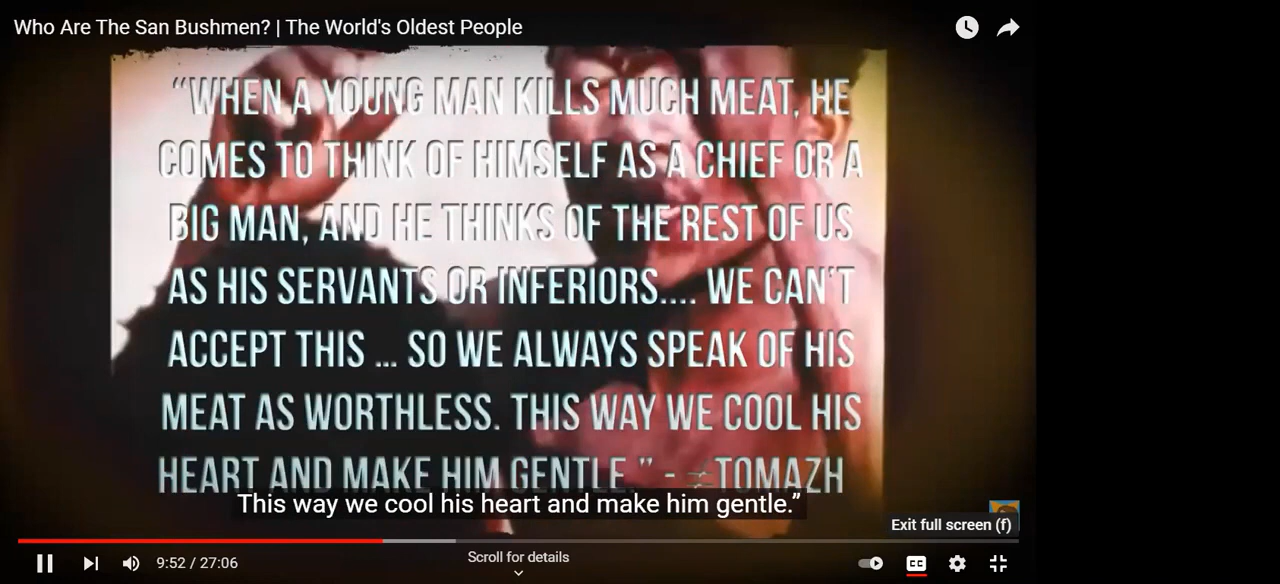 Who Are The San Bushmen? | The World's Oldest People
“WHEN A YOUNG MAN KILLS MUCH MEAT, HE
COMES TO THINK OF HIMSELF AS A CHIEF OR A
BIG MAN, AND HE THINKS OF THE REST OF US
AS HIS SERVANTS OR INFERIORS.... WE CAN'T
ACCEPT THIS ... SO WE ALWAYS SPEAK OF HIS
MEAT AS WORTHLESS. THIS WAY WE COOL HIS
HEART AND MAKE HIM GENTLE.” - ≠TOMAZH
This way we cool his heart and make him gentle.”
Exit full screen (f)
9:52 / 27:06
Scroll for details
CC